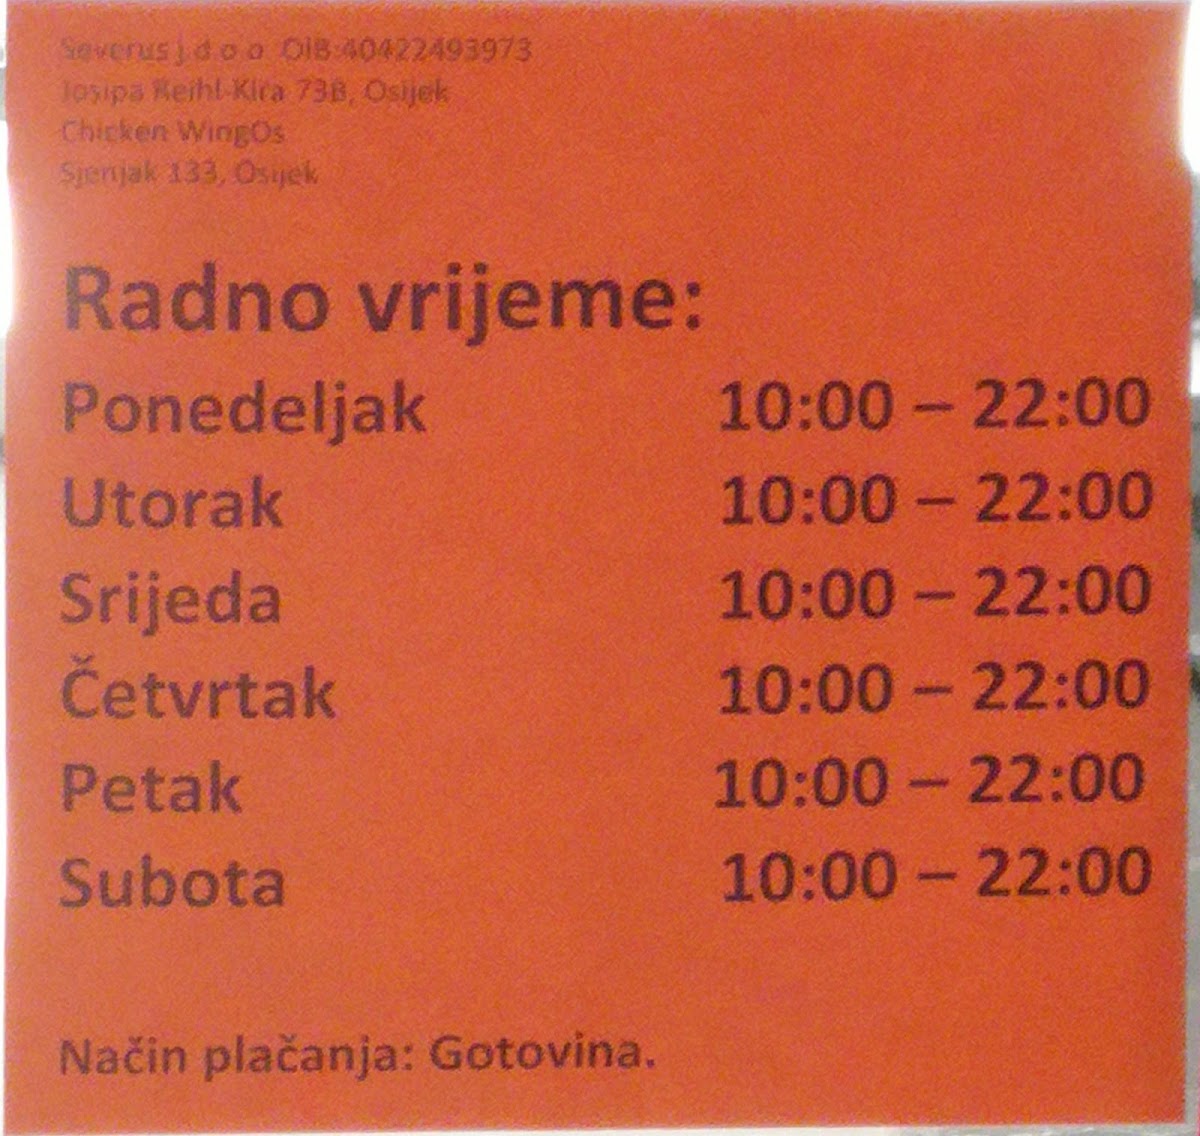 Severus j.d.o.o OIB:40422493973
Josipa Reihl-Kira 73B, Osijek
Chicken WingOs
Sjenjak 133, Osijek
Radno vrijeme:
Ponedeljak 10:00 – 22:00
Utorak 10:00 – 22:00
Srijeda 10:00 – 22:00
Četvrtak 10:00 – 22:00
Petak 10:00 – 22:00
Subota 10:00 – 22:00
Način plačanja: Gotovina.